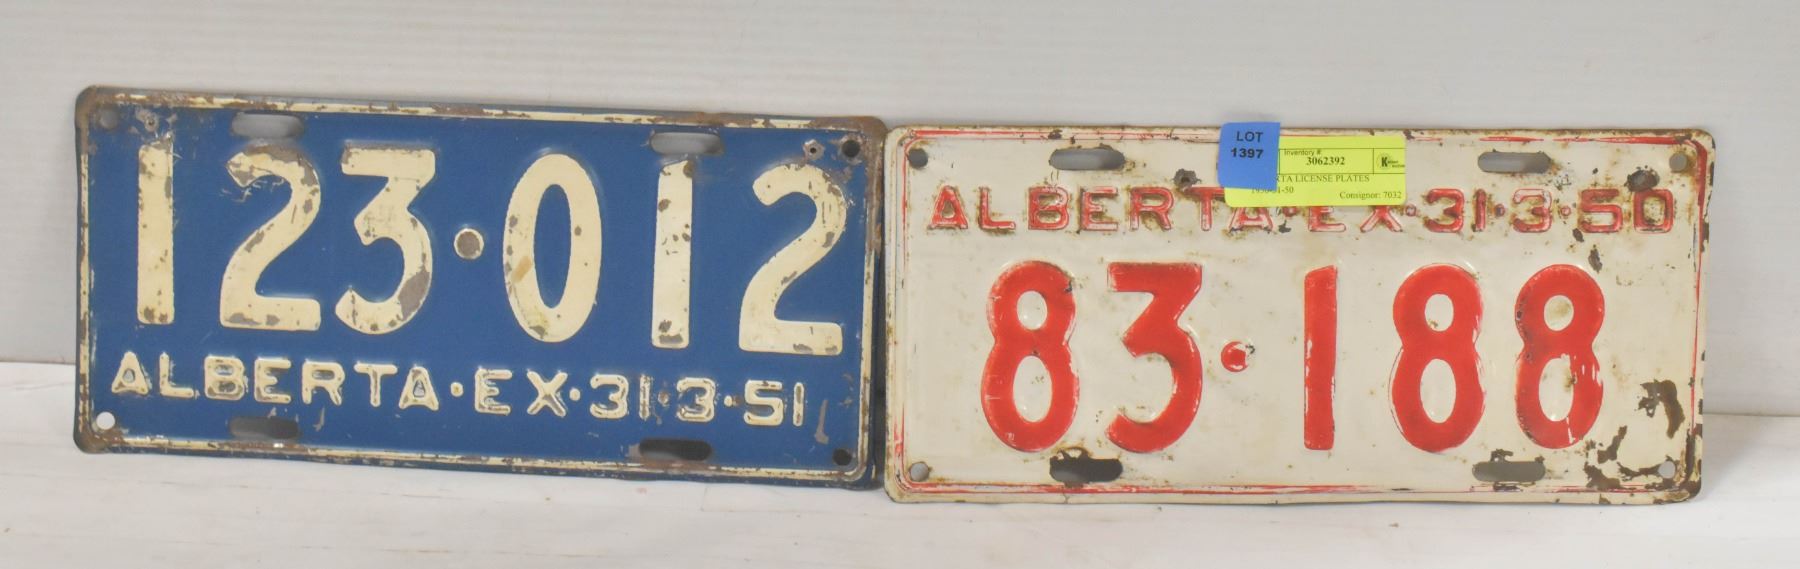 123·012
ALBERTA·EX·31·3·51
LOT
1397
Inventory #:
3062392
LICENSE PLATES
Consignor: 7032
ALBERTA·EX·31·3·50
83·188